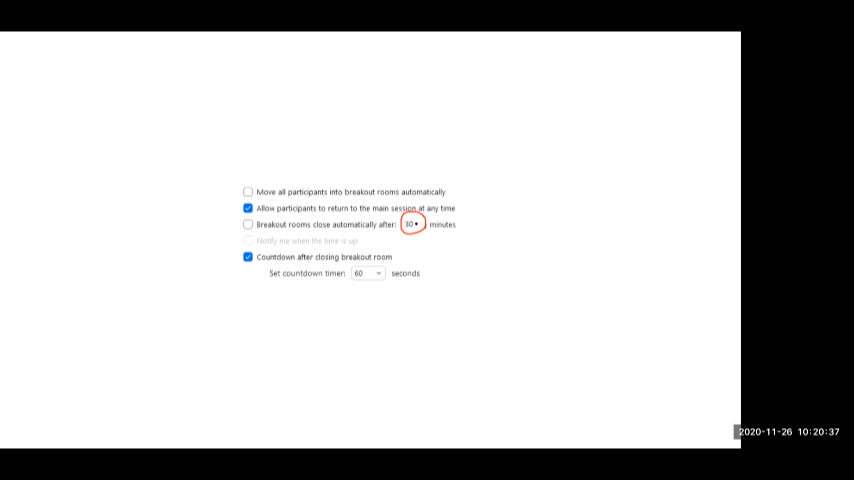 Move all participants into breakout rooms automatically
Allow participants to return to the main session at any time
Breakout rooms close automatically after: 30 minutes
Notify me when the time is up
Countdown after closing breakout room
Set countdown timer: 60 seconds
2020-11-26 10:20:37